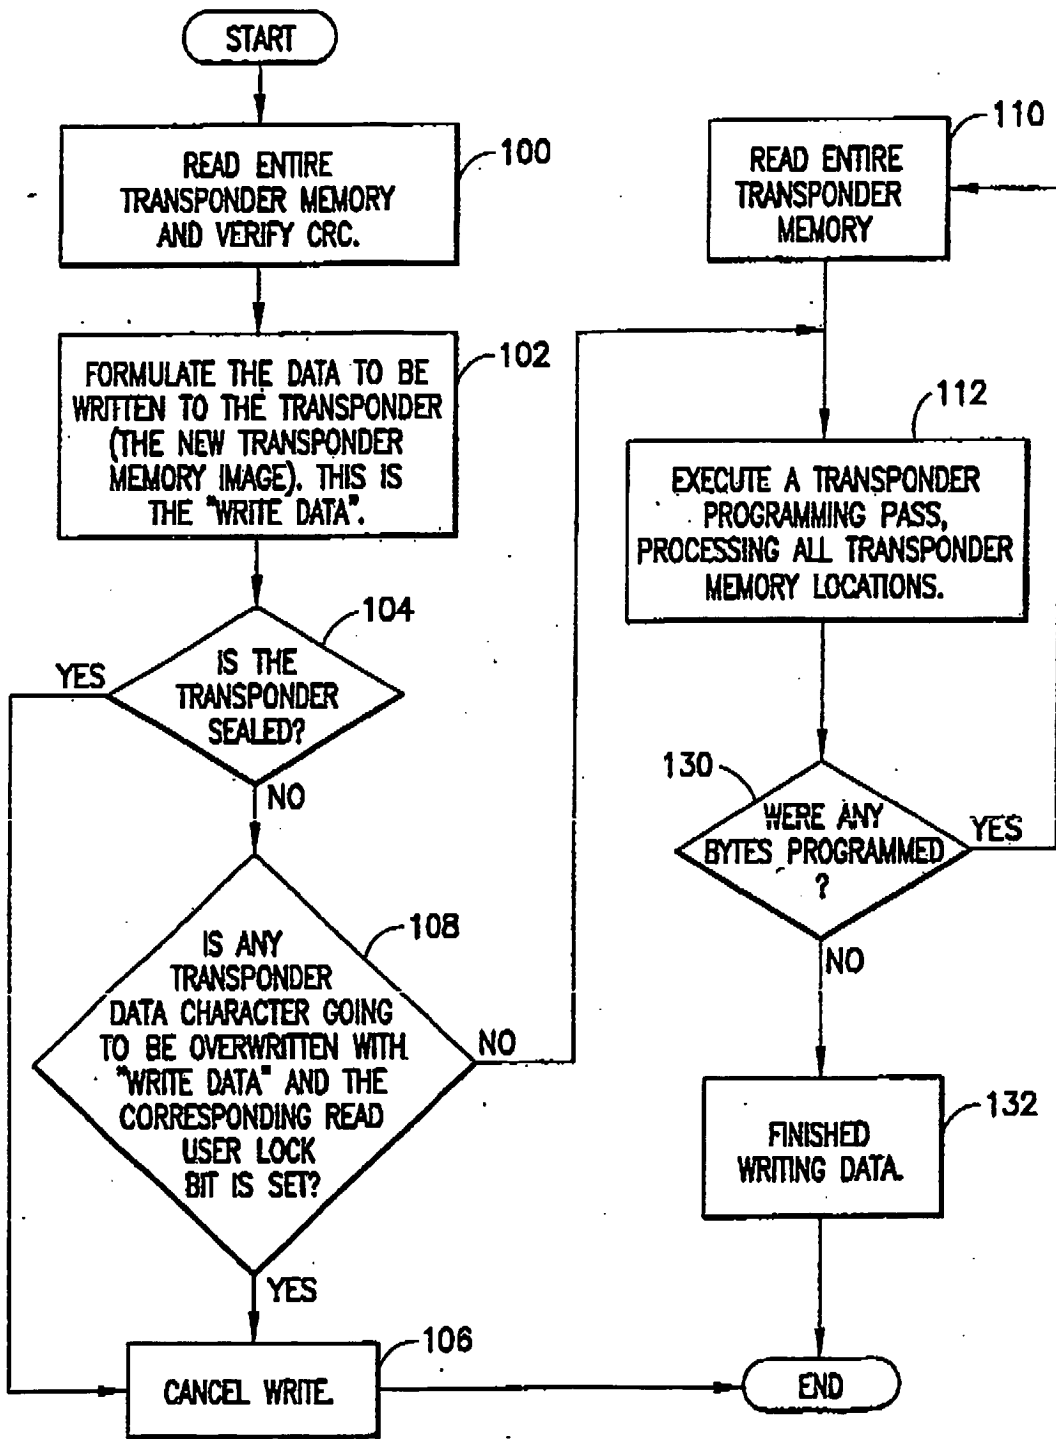 START
READ ENTIRE
TRANSPONDER MEMORY
AND VERIFY CRC.
100
FORMULATE THE DATA TO BE
WRITTEN TO THE TRANSPONDER
(THE NEW TRANSPONDER
MEMORY IMAGE). THIS IS
THE "WRITE DATA".
102
IS THE
TRANSPONDER
SEALED?
104
YES
NO
IS ANY
TRANSPONDER
DATA CHARACTER GOING
TO BE OVERWRITTEN WITH
"WRITE DATA" AND THE
CORRESPONDING READ
USER LOCK
BIT IS SET?
108
NO
YES
CANCEL WRITE.
106
READ ENTIRE
TRANSPONDER
MEMORY
110
EXECUTE A TRANSPONDER
PROGRAMMING PASS,
PROCESSING ALL TRANSPONDER
MEMORY LOCATIONS.
112
WERE ANY
BYTES PROGRAMMED
?
130
YES
NO
FINISHED
WRITING DATA.
132
END